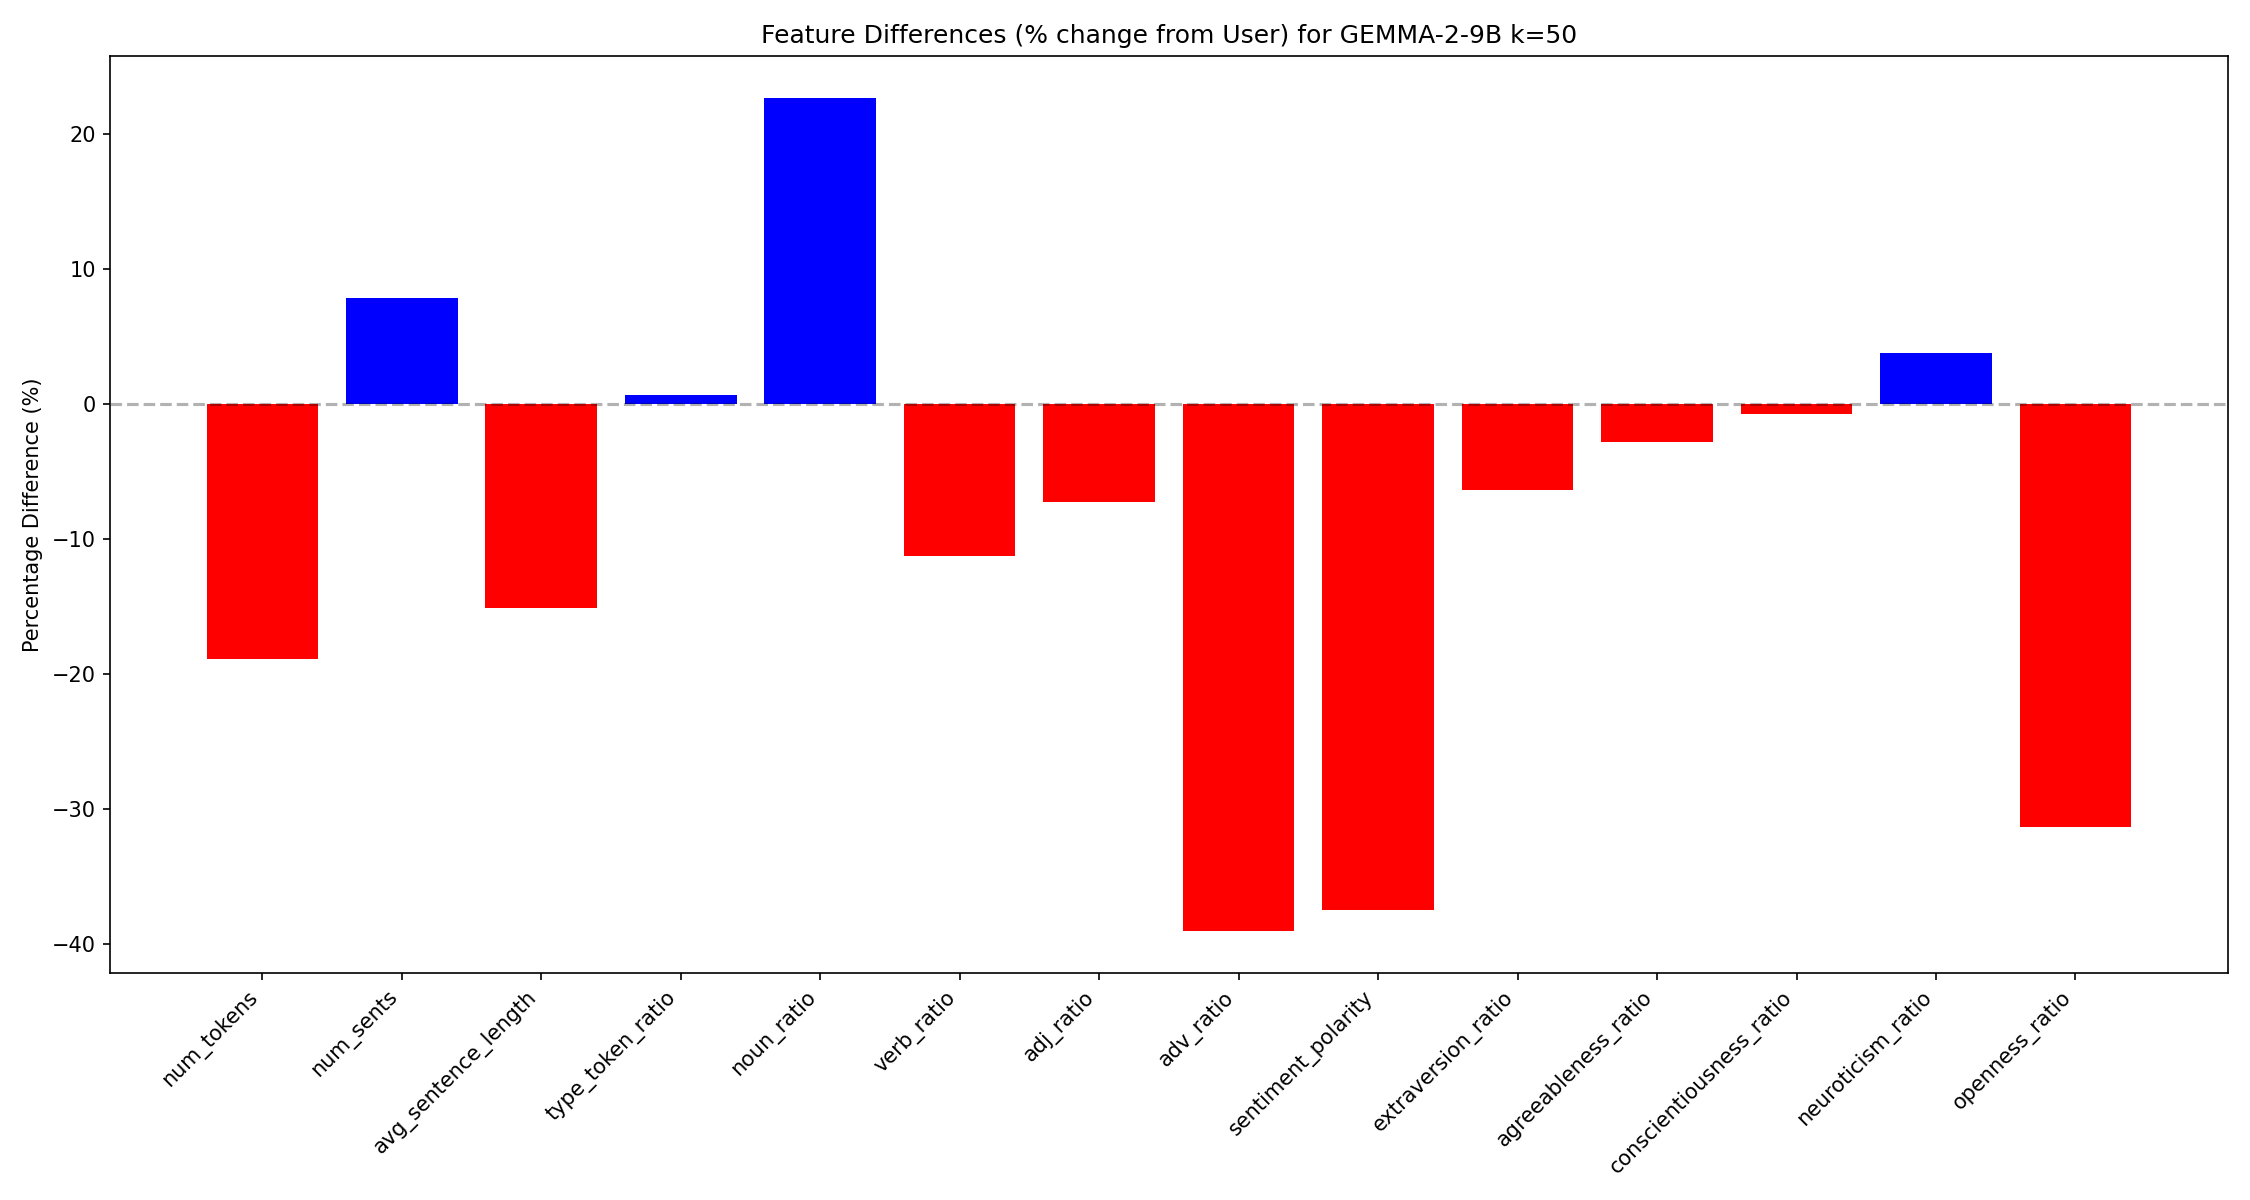 Feature Differences (% change from User) for GEMMA-2-9B k=50
Percentage Difference (%)
20
10
0
−10
−20
−30
−40
num_tokens
num_sents
avg_sentence_length
type_token_ratio
noun_ratio
verb_ratio
adj_ratio
adv_ratio
sentiment_polarity
extraversion_ratio
agreeableness_ratio
conscientiousness_ratio
neuroticism_ratio
openness_ratio